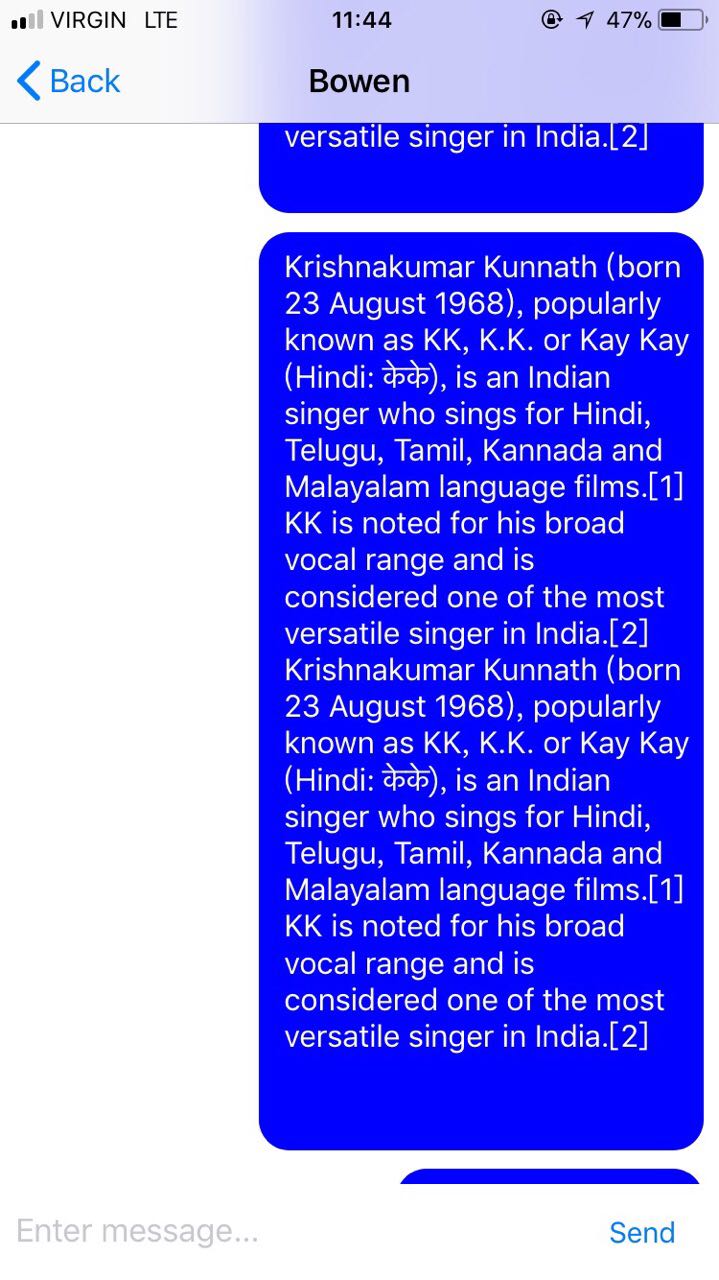 VIRGIN LTE 11:44 47%
Back Bowen
versatile singer in India.[2]
Krishnakumar Kunnath (born
23 August 1968), popularly
known as KK, K.K. or Kay Kay
(Hindi: केके), is an Indian
singer who sings for Hindi,
Telugu, Tamil, Kannada and
Malayalam language films.[1]
KK is noted for his broad
vocal range and is
considered one of the most
versatile singer in India.[2]
Krishnakumar Kunnath (born
23 August 1968), popularly
known as KK, K.K. or Kay Kay
(Hindi: केके), is an Indian
singer who sings for Hindi,
Telugu, Tamil, Kannada and
Malayalam language films.[1]
KK is noted for his broad
vocal range and is
considered one of the most
versatile singer in India.[2]
Enter message... Send